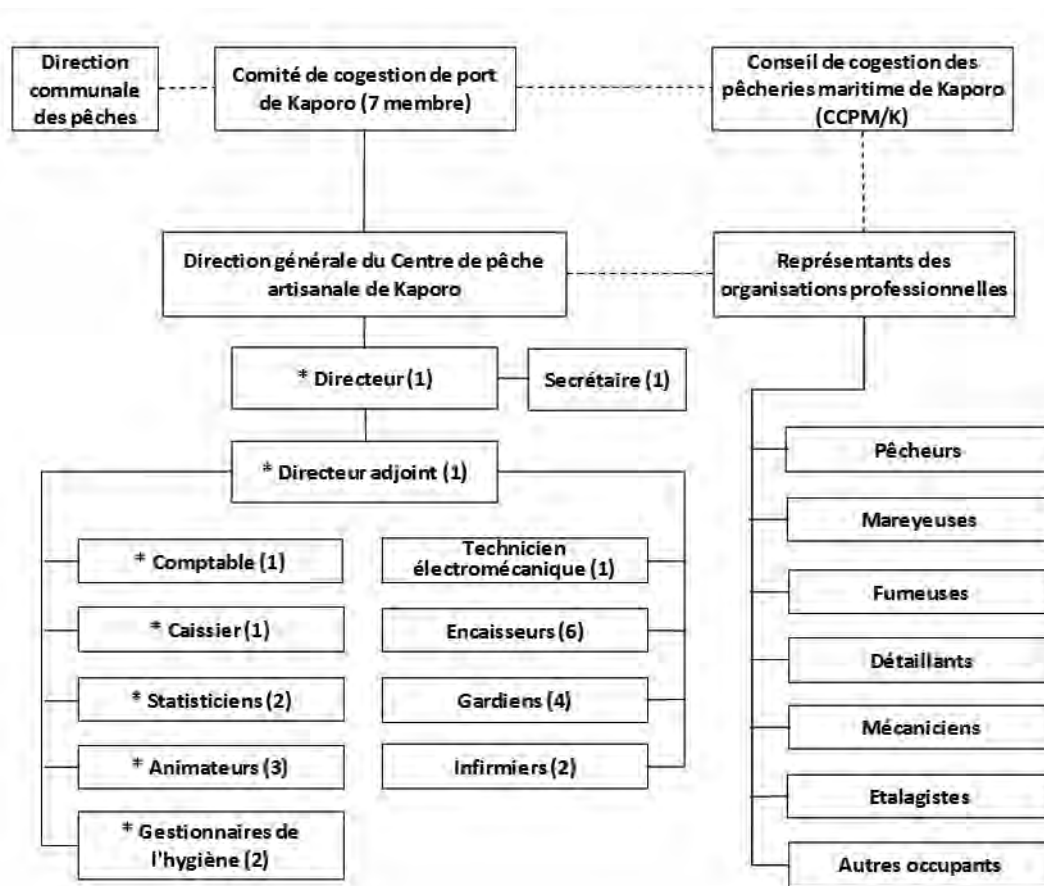 Direction
communale
des pêches
Comité de cogestion de port
de Kaporo (7 membre)
Conseil de cogestion des
pêcheries maritime de Kaporo
(CCPM/K)
Direction générale du Centre de pêche
artisanale de Kaporo
Représentants des
organisations professionnelles
* Directeur (1)
Secrétaire (1)
* Directeur adjoint (1)
* Comptable (1)
* Caissier (1)
* Statisticiens (2)
* Animateurs (3)
* Gestionnaires de
l'hygiène (2)
Technicien
électromécanique (1)
Encaisseurs (6)
Gardiens (4)
Infirmiers (2)
Pêcheurs
Mareyeuses
Fumeuses
Détaillants
Mécaniciens
Etalagistes
Autres occupants